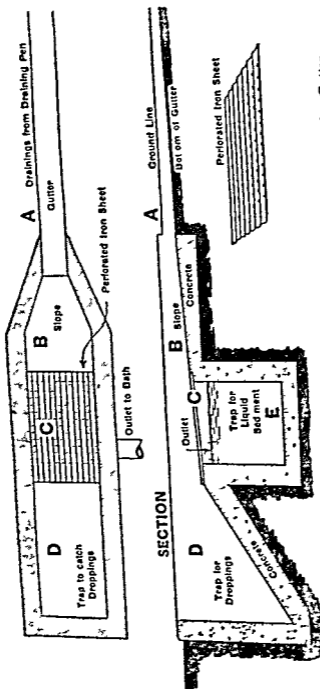 A
Drainings from Draining Pen
Gutter
B
Slope
Perforated Iron Sheet
C
Outlet to Bath
D
Trap to catch
Droppings
SECTION
A
Ground Line
Bottom of Gutter
B
Slope
Concrete
C
Outlet
Trap for
Liquid
Sediment
E
D
Trap for
Droppings
Concrete
Perforated Iron Sheet